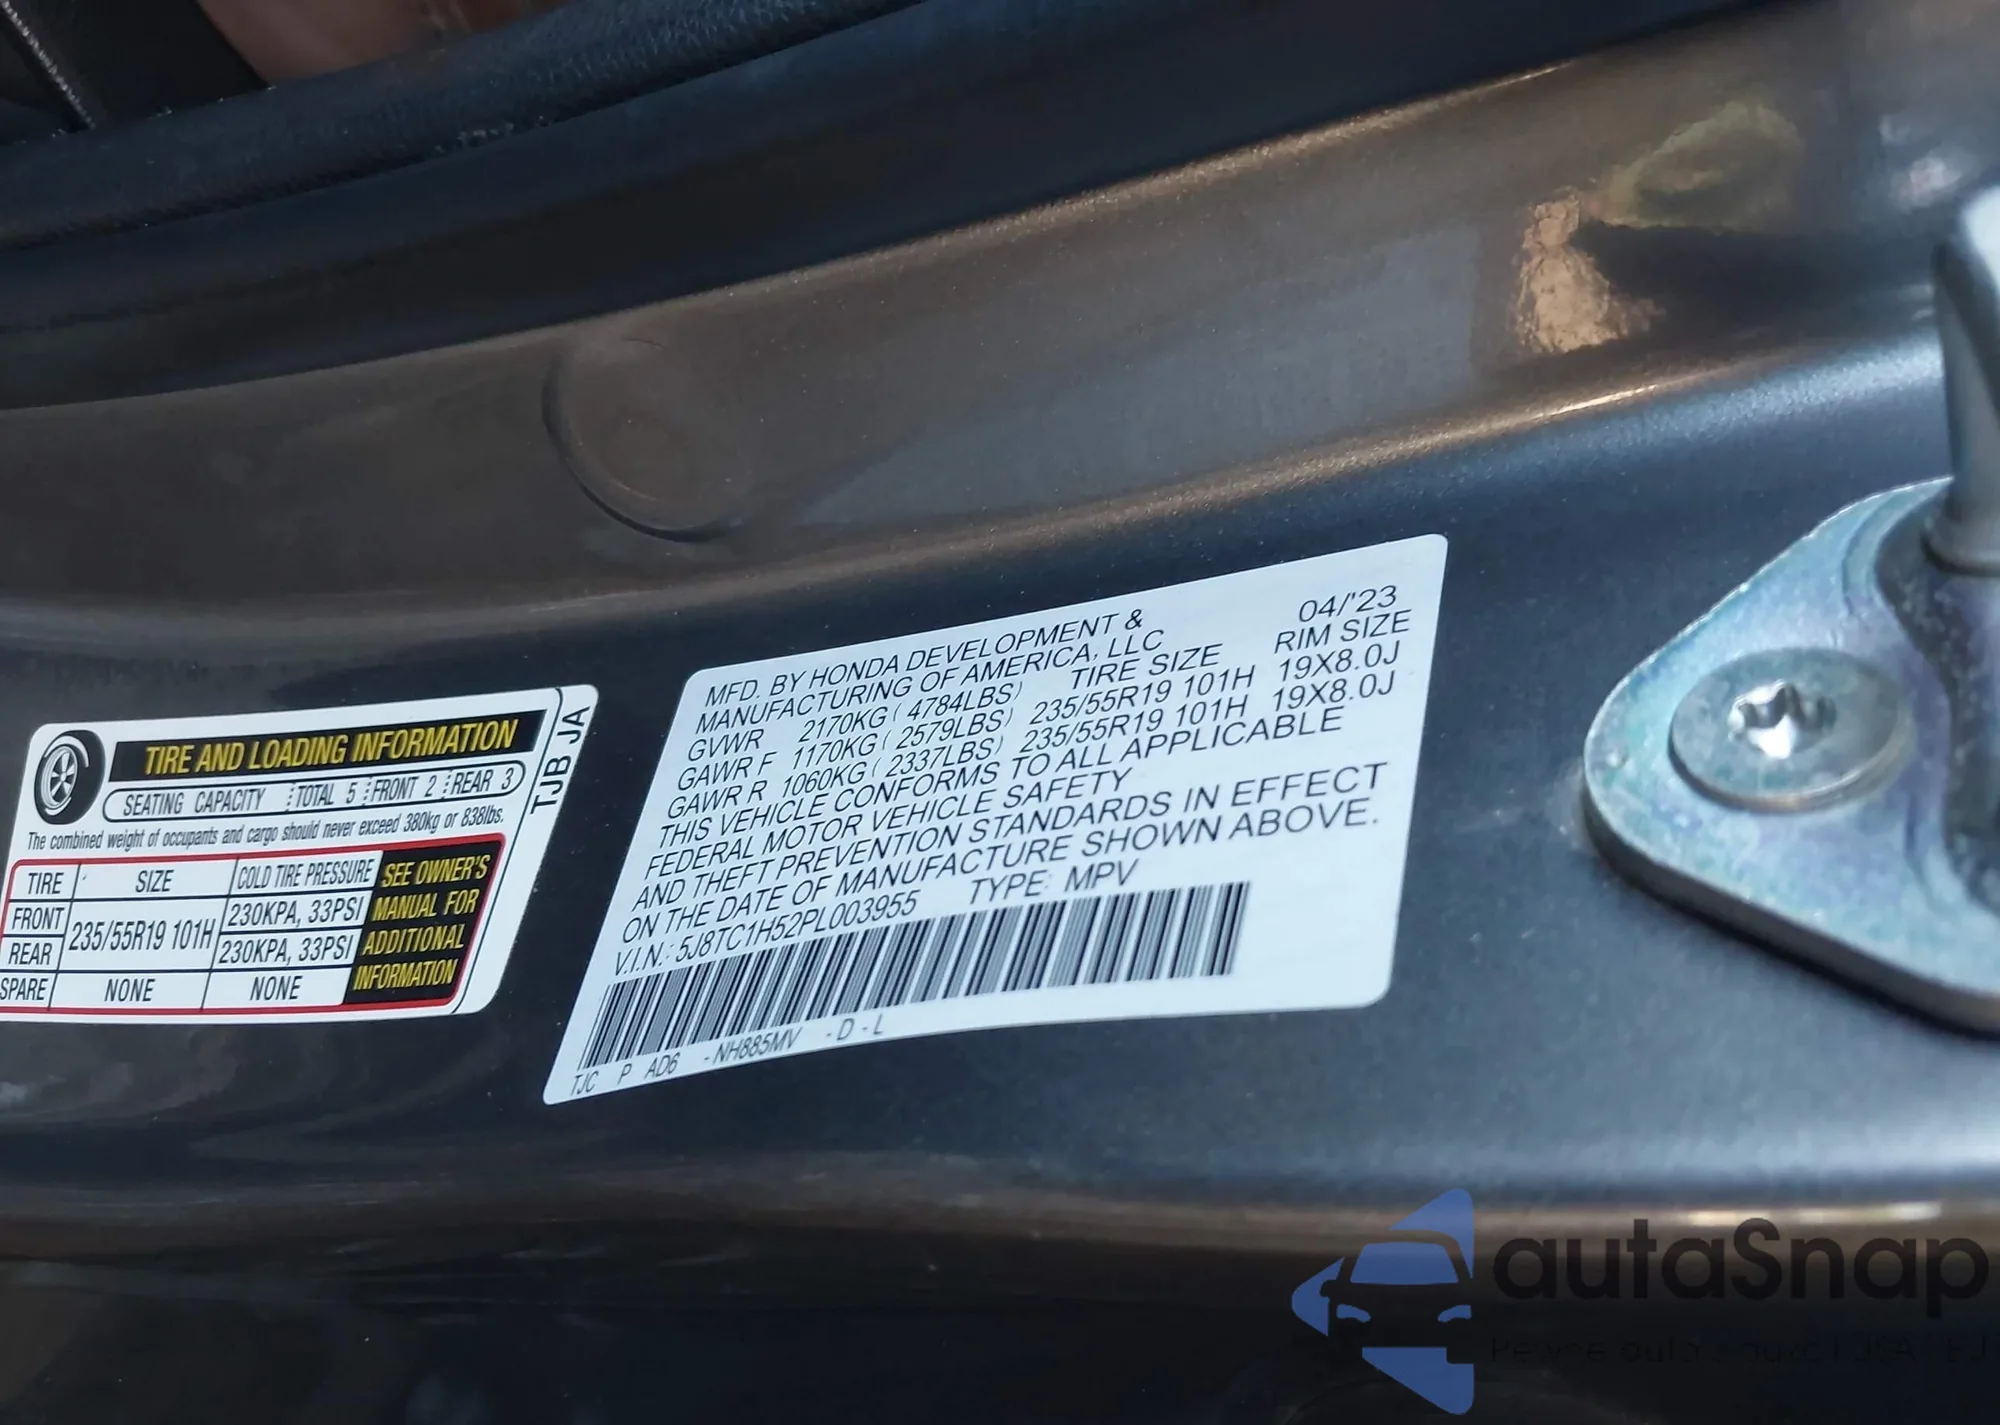 TIRE AND LOADING INFORMATION
SEATING CAPACITY TOTAL 5 FRONT 2 REAR 3
The combined weight of occupants and cargo should never exceed 380kg or 838lbs.
TIRE SIZE COLD TIRE PRESSURE
FRONT 235/55R19 101H 230KPA, 33PSI
REAR 230KPA, 33PSI
SPARE NONE NONE
SEE OWNER'S
MANUAL FOR
ADDITIONAL
INFORMATION
TJB JA
MFD. BY HONDA DEVELOPMENT & 04/'23
MANUFACTURING OF AMERICA, LLC RIM SIZE
GVWR 2170KG (4784LBS) TIRE SIZE
GAWR F 1170KG (2579LBS) 235/55R19 101H 19X8.0J
GAWR R 1060KG (2337LBS) 235/55R19 101H 19X8.0J
THIS VEHICLE CONFORMS TO ALL APPLICABLE
FEDERAL MOTOR VEHICLE SAFETY
AND THEFT PREVENTION STANDARDS IN EFFECT
ON THE DATE OF MANUFACTURE SHOWN ABOVE.
V.I.N.: 5J8TC1H52PL003955 TYPE: MPV
TJC P AD6 -NH885MV -D-L
autaSnap